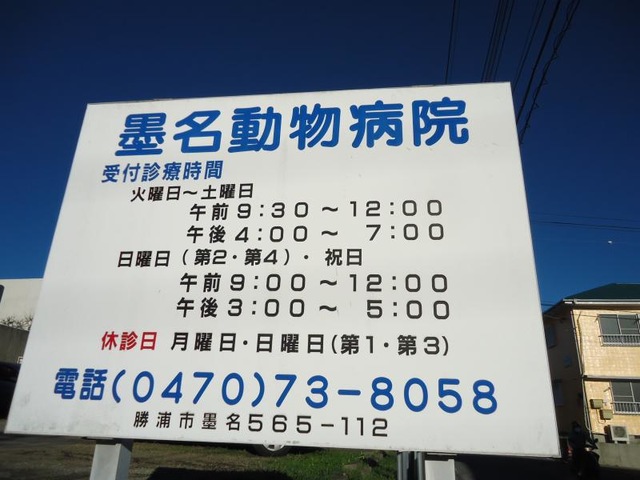 墨名動物病院
受付診療時間
火曜日～土曜日
午前9:30～12:00
午後4:00～7:00
日曜日(第2・第4)・祝日
午前9:00～12:00
午後3:00～5:00
休診日 月曜日・日曜日(第1・第3)
電話(0470)73-8058
勝浦市墨名565-112